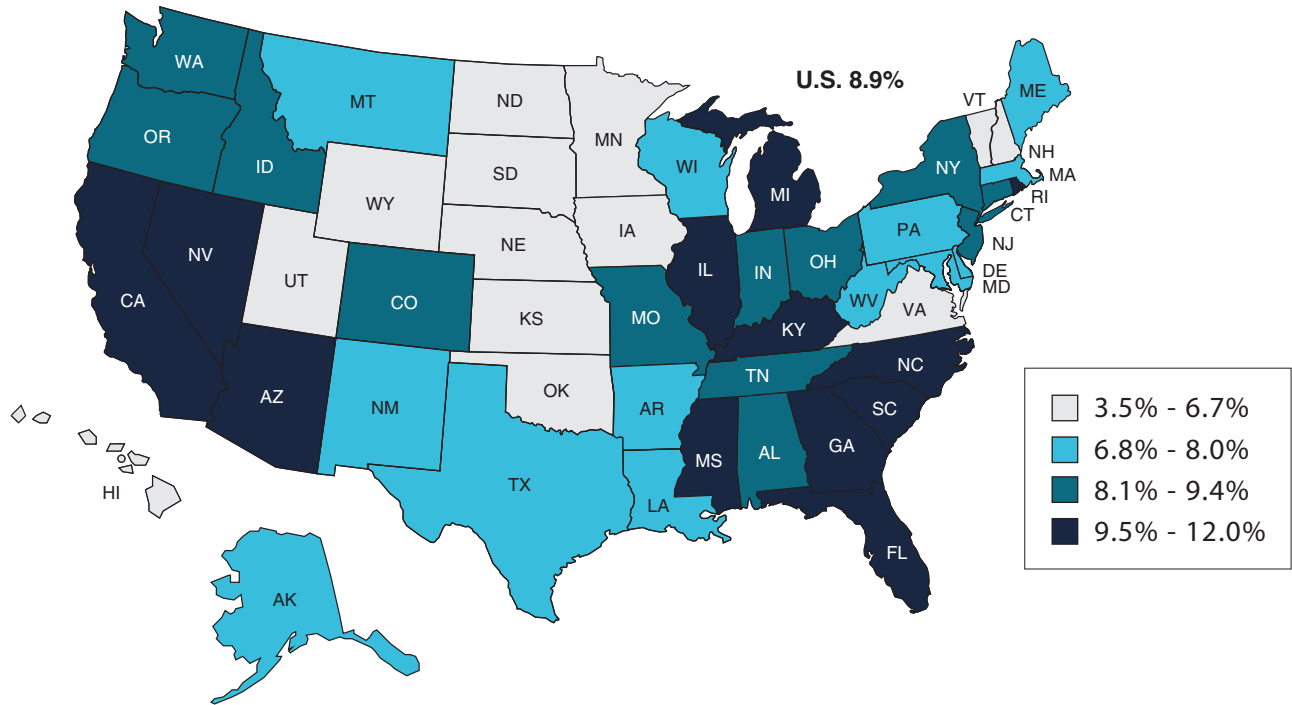 U.S. 8.9%
WA
MT
ND
MN
VT
ME
OR
ID
SD
WI
NY
NH
MA
WY
MI
RI
CT
IA
PA
NJ
NV
NE
UT
IL
IN
OH
DE
MD
CA
CO
KS
MO
WV
VA
KY
AZ
OK
TN
NC
NM
AR
SC
MS
AL
GA
TX
LA
HI
FL
AK
3.5% - 6.7%
6.8% - 8.0%
8.1% - 9.4%
9.5% - 12.0%